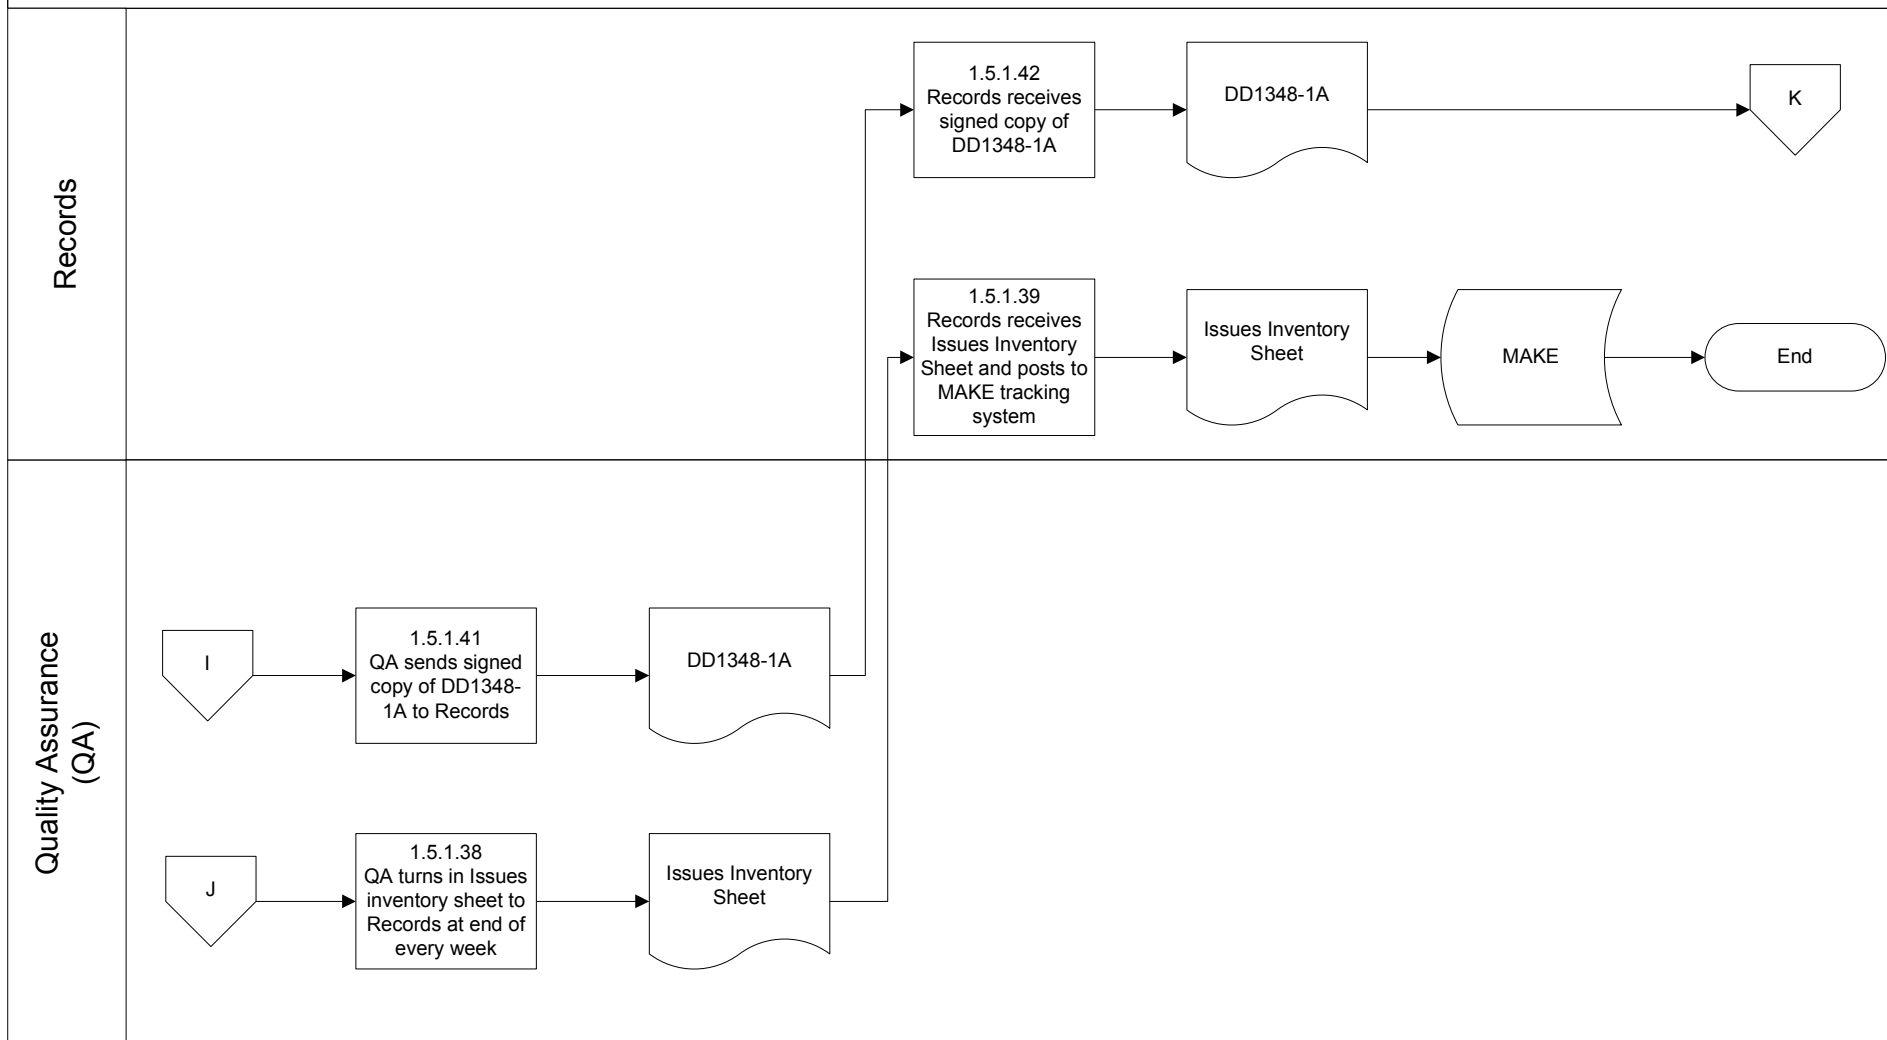 Records
1.5.1.42
Records receives
signed copy of
DD1348-1A
DD1348-1A
K
1.5.1.39
Records receives
Issues Inventory
Sheet and posts to
MAKE tracking
system
Issues Inventory
Sheet
MAKE
End
Quality Assurance
(QA)
I
1.5.1.41
QA sends signed
copy of DD1348-
1A to Records
DD1348-1A
J
1.5.1.38
QA turns in Issues
inventory sheet to
Records at end of
every week
Issues Inventory
Sheet